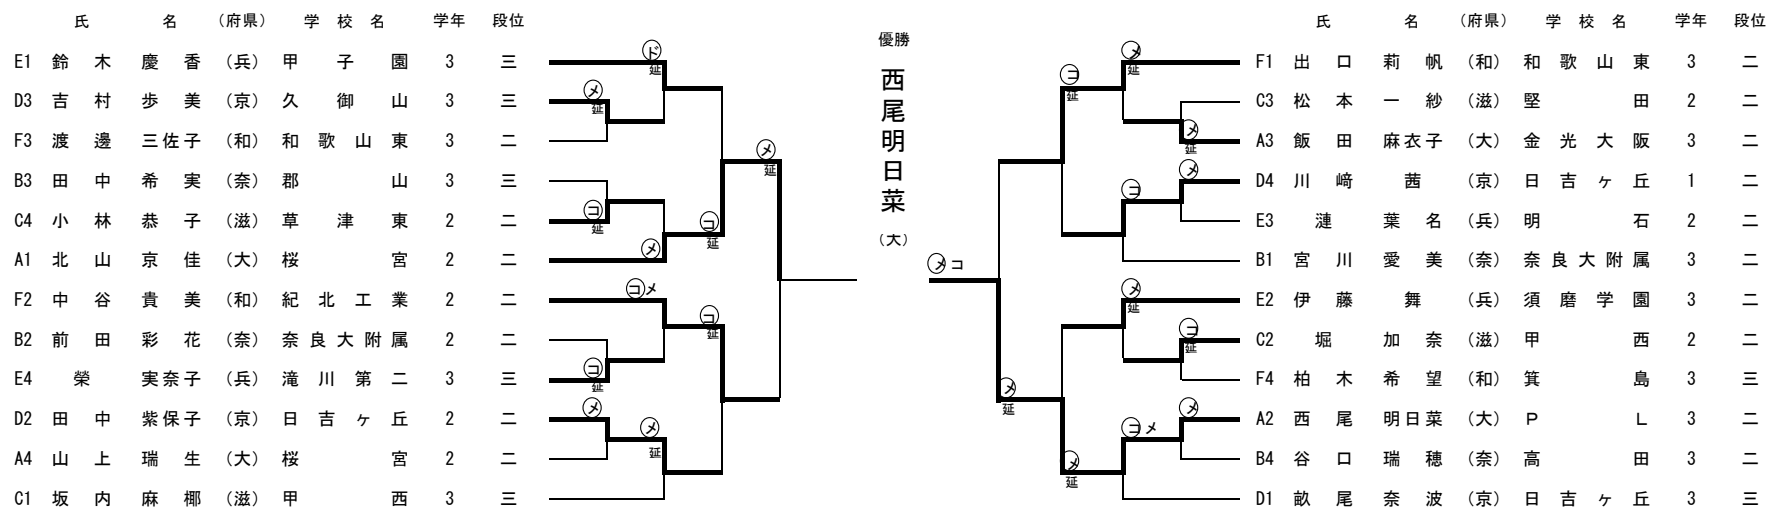 氏 名 （府県） 学 校 名 学年 段位
E1 鈴 木 慶 香 （兵） 甲 子 園 3 三
D3 吉 村 歩 美 （京） 久 御 山 3 三
F3 渡 邊 三佐子 （和） 和 歌 山 東 3 二
B3 田 中 希 実 （奈） 郡 山 3 三
C4 小 林 恭 子 （滋） 草 津 東 2 二
A1 北 山 京 佳 （大） 桜 宮 2 二
F2 中 谷 貴 美 （和） 紀 北 工 業 2 二
B2 前 田 彩 花 （奈） 奈 良 大 附 属 2 二
E4 榮 実奈子 （兵） 滝 川 第 二 3 三
D2 田 中 紫保子 （京） 日 吉 ヶ 丘 2 二
A4 山 上 瑞 生 （大） 桜 宮 2 二
C1 坂 内 麻 椰 （滋） 甲 西 3 三
ド
延
メ
延
コ
延
メ
コ
延
メ
延
コメ
コ
延
コ
延
メ
メ
延
優勝
西尾明日菜
（大）
メコ
メ
延
コ
延
メ
延
メ
コ
メ
延
コ
延
メ
延
メ
コメ
メ
延
氏 名 （府県） 学 校 名 学年 段位
F1 出 口 莉 帆 （和） 和 歌 山 東 3 二
C3 松 本 一 紗 （滋） 堅 田 2 二
A3 飯 田 麻衣子 （大） 金 光 大 阪 3 二
D4 川 﨑 茜 （京） 日 吉 ヶ 丘 1 二
E3 漣 葉 名 （兵） 明 石 2 二
B1 宮 川 愛 美 （奈） 奈 良 大 附 属 3 二
E2 伊 藤 舞 （兵） 須 磨 学 園 3 二
C2 堀 加 奈 （滋） 甲 西 2 二
F4 柏 木 希 望 （和） 箕 島 3 三
A2 西 尾 明日菜 （大） Ｐ Ｌ 3 二
B4 谷 口 瑞 穂 （奈） 高 田 3 二
D1 畝 尾 奈 波 （京） 日 吉 ヶ 丘 3 三